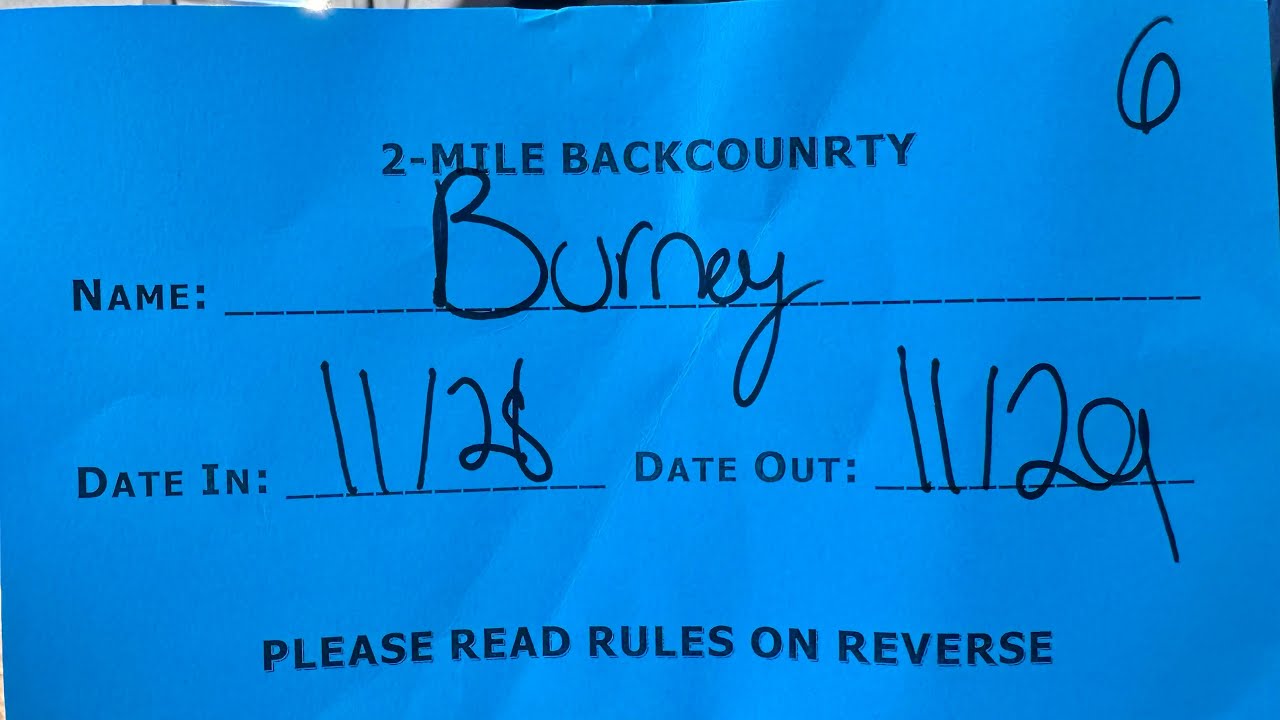 6
2-MILE BACKCOUNRTY
NAME: Burney
DATE IN: 11/28 DATE OUT: 11/29
PLEASE READ RULES ON REVERSE